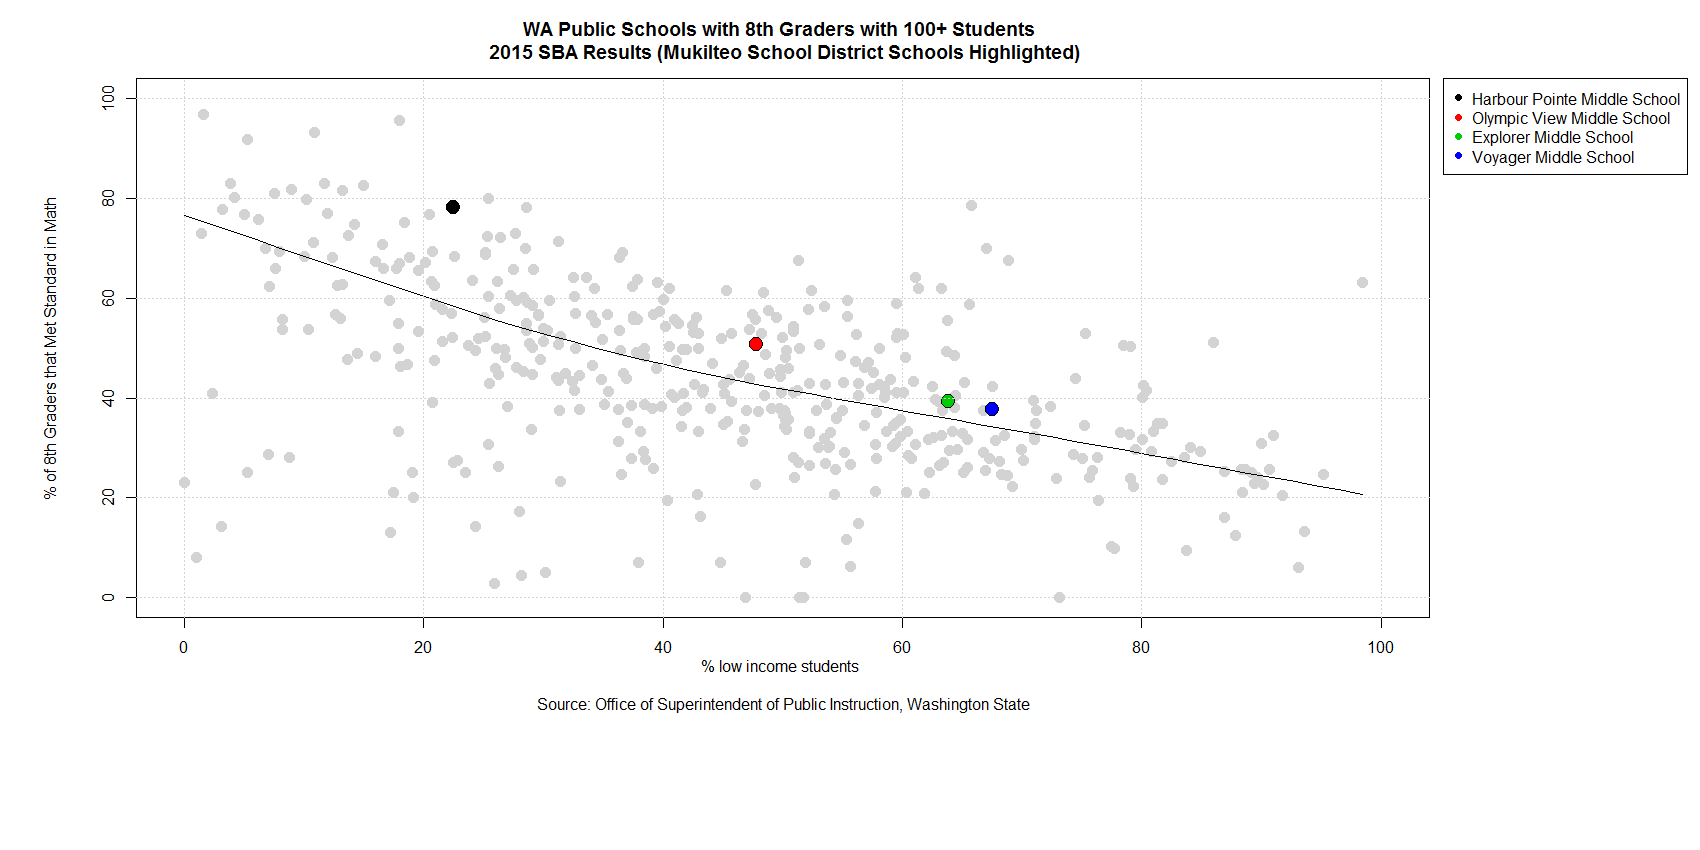 WA Public Schools with 8th Graders with 100+ Students
2015 SBA Results (Mukilteo School District Schools Highlighted)
% of 8th Graders that Met Standard in Math
100
80
60
40
20
0
0 20 40 60 80 100
% low income students
Source: Office of Superintendent of Public Instruction, Washington State
Harbour Pointe Middle School
Olympic View Middle School
Explorer Middle School
Voyager Middle School